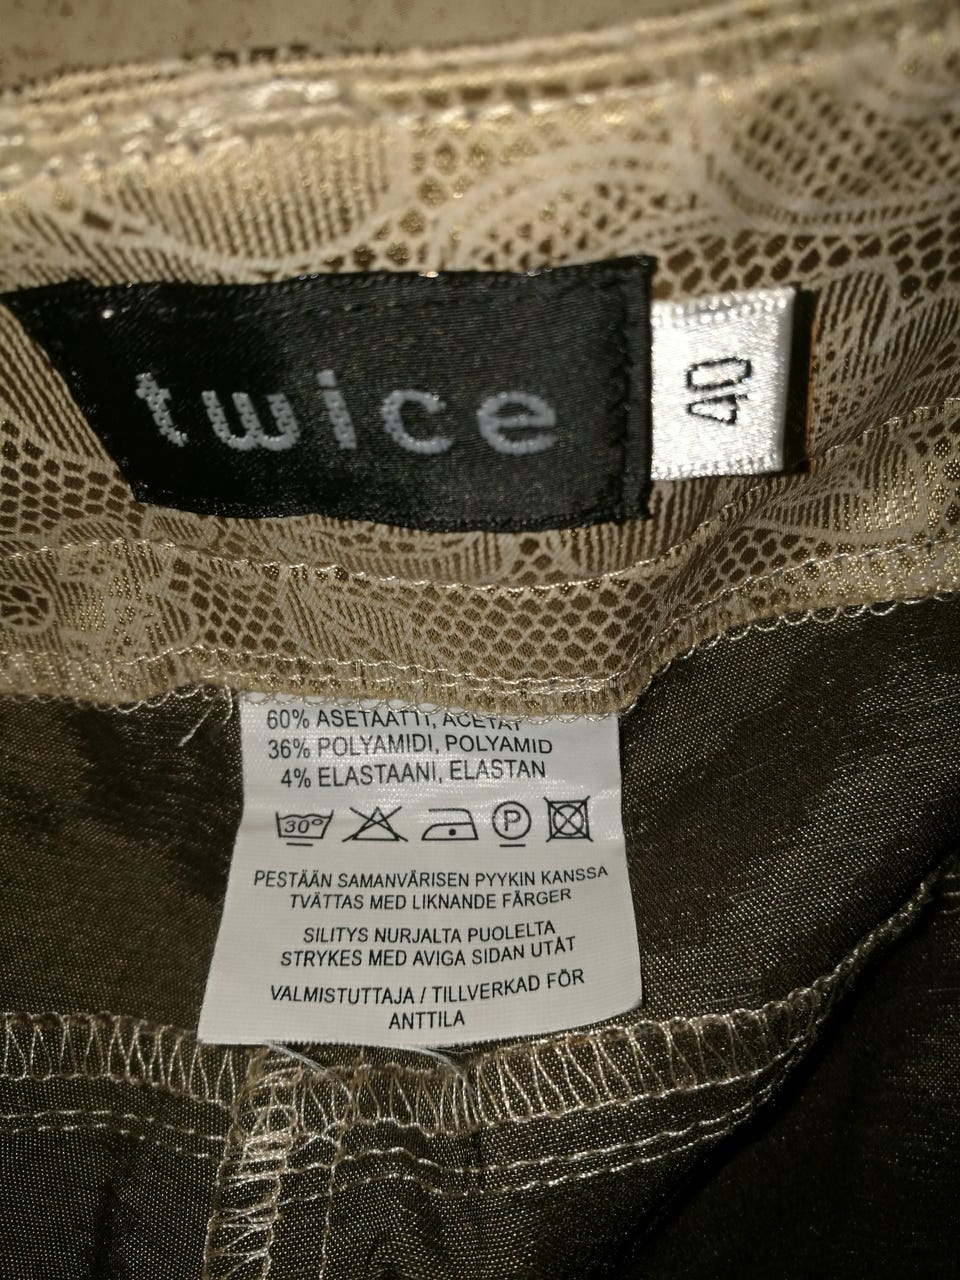 twice
40
60% ASETAATTI, ACETAT
36% POLYAMIDI, POLYAMID
4% ELASTAANI, ELASTAN
30° P
PESTÄÄN SAMANVÄRISEN PYYKIN KANSSA
TVÄTTAS MED LIKNANDE FÄRGER
SILITYS NURJALTA PUOLELTA
STRYKES MED AVIGA SIDAN UTÅT
VALMISTUTTAJA / TILLVERKAD FÖR
ANTTILA